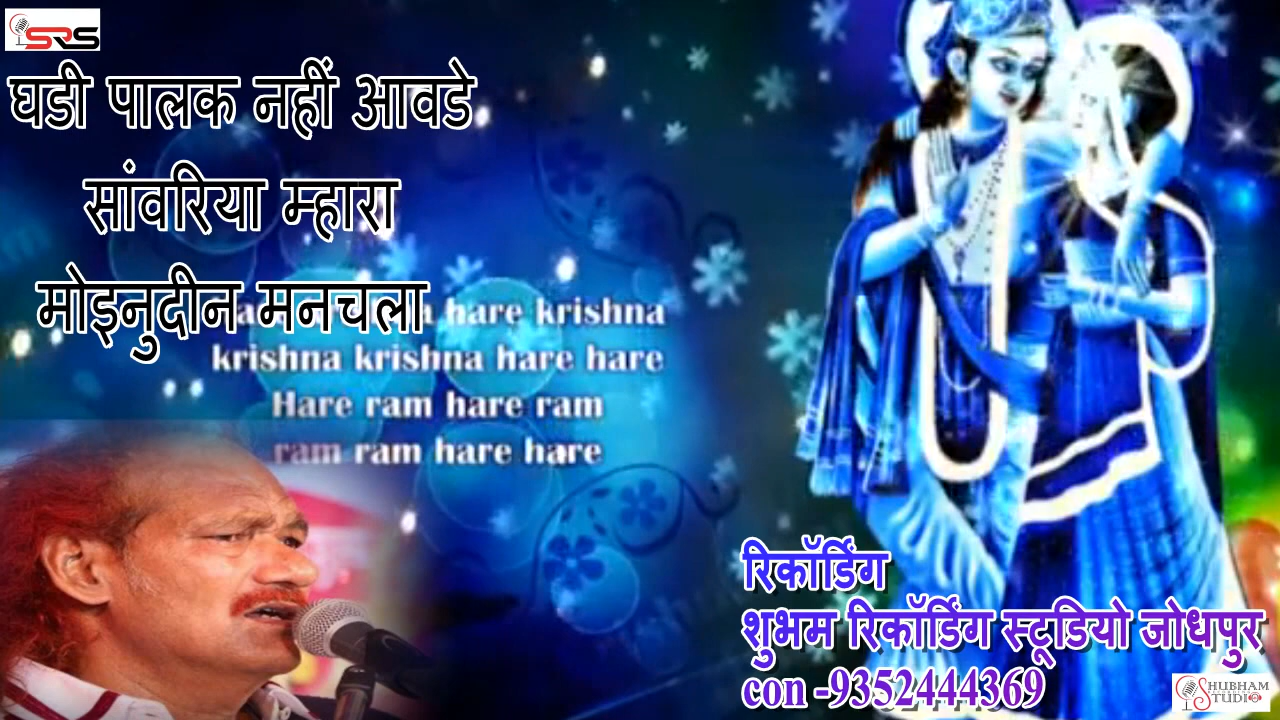 SRS
घडी पालक नहीं आवडे
सांवरिया म्हारा
मोइनुदीन मनचला
hare krishna
krishna krishna hare hare
Hare ram hare ram
ram ram hare hare
रिकॉर्डिंग
शुभम रिकॉर्डिंग स्टूडियो जोधपुर
con -9352444369
SHUBHAM
STUDIO